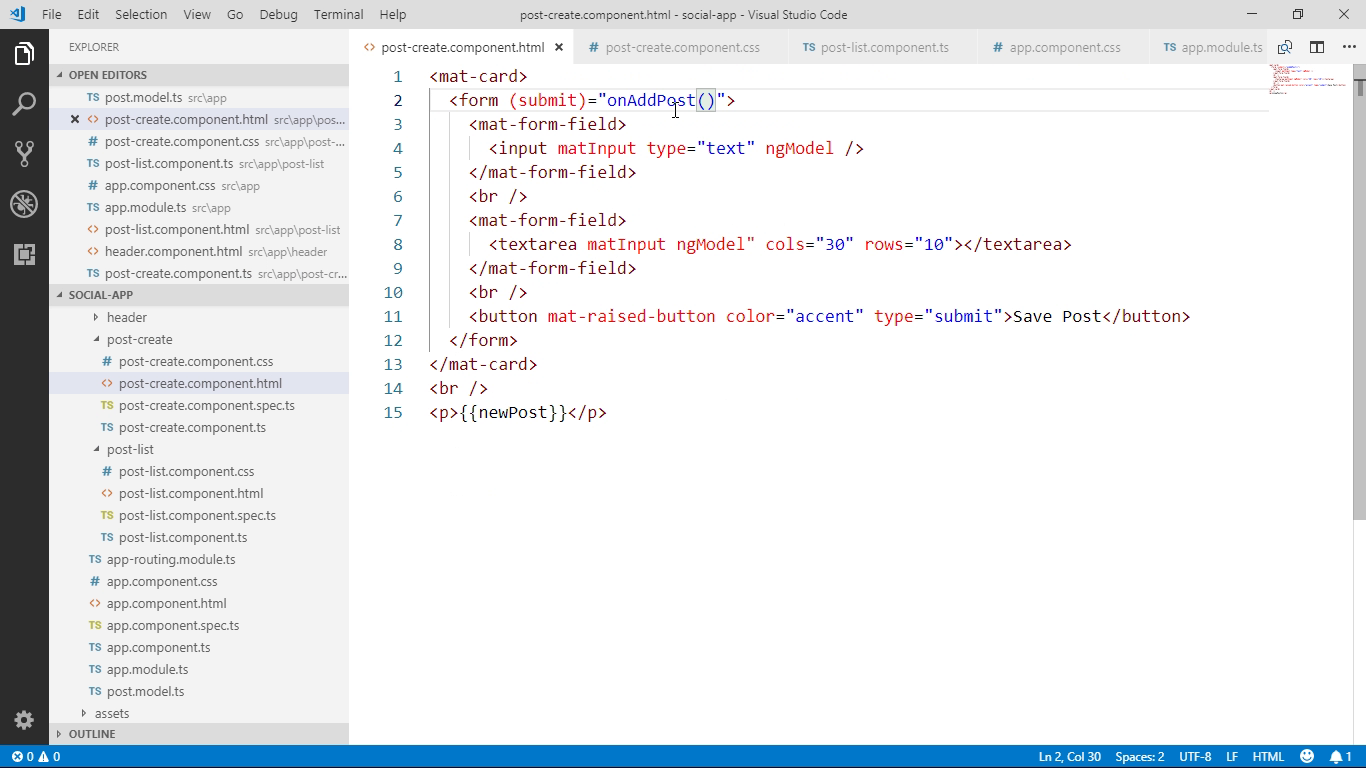 File Edit Selection View Go Debug Terminal Help
post-create.component.html - social-app - Visual Studio Code
EXPLORER
OPEN EDITORS
TS post.model.ts src\app
<> post-create.component.html src\app\pos...
# post-create.component.css src\app\post-...
TS post-list.component.ts src\app\post-list
# app.component.css src\app
TS app.module.ts src\app
<> post-list.component.html src\app\post-list
<> header.component.html src\app\header
TS post-create.component.ts src\app\post-cr...
SOCIAL-APP
header
post-create
# post-create.component.css
<> post-create.component.html
TS post-create.component.spec.ts
TS post-create.component.ts
post-list
# post-list.component.css
<> post-list.component.html
TS post-list.component.spec.ts
TS post-list.component.ts
TS app-routing.module.ts
# app.component.css
<> app.component.html
TS app.component.spec.ts
TS app.component.ts
TS app.module.ts
TS post.model.ts
assets
OUTLINE
<> post-create.component.html # post-create.component.css TS post-list.component.ts # app.component.css TS app.module.ts
1 <mat-card>
2 <form (submit)="onAddPost()">
3 <mat-form-field>
4 <input matInput type="text" ngModel />
5 </mat-form-field>
6 <br />
7 <mat-form-field>
8 <textarea matInput ngModel" cols="30" rows="10"></textarea>
9 </mat-form-field>
10 <br />
11 <button mat-raised-button color="accent" type="submit">Save Post</button>
12 </form>
13 </mat-card>
14 <br />
15 <p>{{newPost}}</p>
0 0 Ln 2, Col 30 Spaces: 2 UTF-8 LF HTML 1